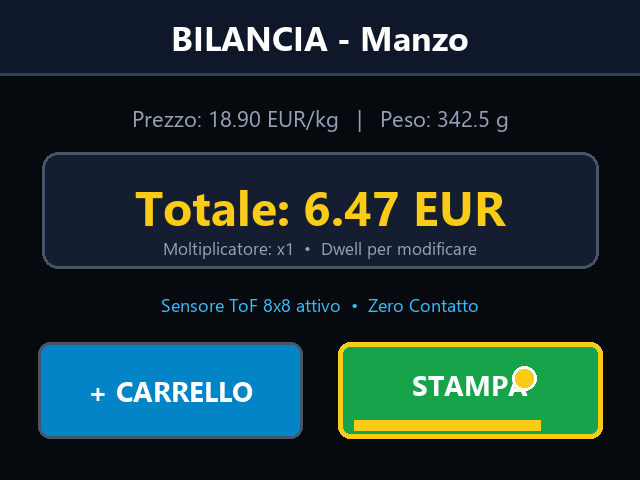 BILANCIA - Manzo
Prezzo: 18.90 EUR/kg | Peso: 342.5 g
Totale: 6.47 EUR
Moltiplicatore: x1 • Dwell per modificare
Sensore ToF 8x8 attivo • Zero Contatto
+ CARRELLO
STAMPA